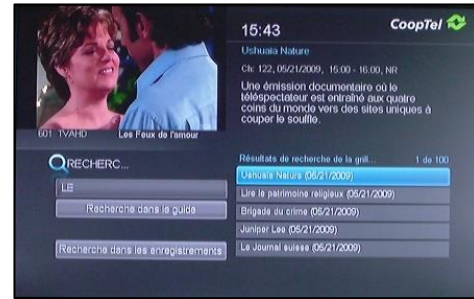 15:43
CoopTel
Ushuaïa Nature
Ch: 122, 05/21/2009, 15:00 - 16:00, NR
Une émission documentaire où le
téléspectateur est entraîné aux quatre
coins du monde vers des sites uniques à
couper le souffle.
601 TVAHD Les Feux de l'amour
RECHERC...
LE
Recherche dans le guide
Recherche dans les enregistrements
Résultats de recherche de la gril... 1 de 100
Ushuaïa Nature (05/21/2009)
Lire le patrimoine religieux (05/21/2009)
Brigade du crime (05/21/2009)
Juniper Lee (05/21/2009)
Le Journal suisse (05/21/2009)